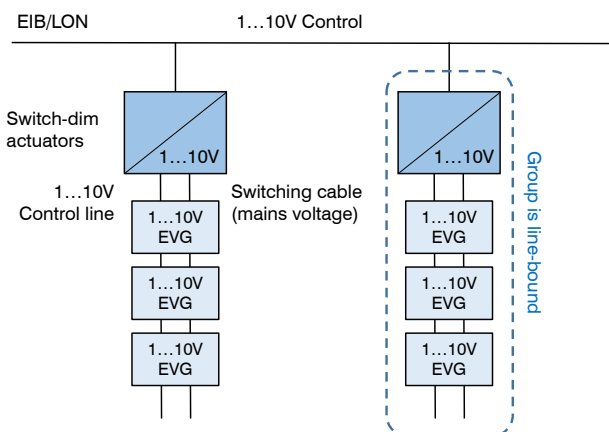 EIB/LON
1…10V Control
Switch-dim
actuators
1…10V
1…10V
Control line
Switching cable
(mains voltage)
1…10V
EVG
1…10V
EVG
1…10V
EVG
1…10V
1…10V
EVG
1…10V
EVG
1…10V
EVG
Group is line-bound